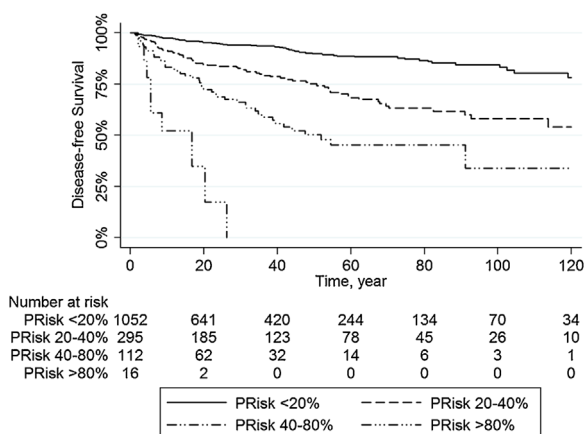 100%
75%
50%
25%
0%
Disease-free Survival
0 20 40 60 80 100 120
Time, year
Number at risk
PRisk <20% 1052 641 420 244 134 70 34
PRisk 20-40% 295 185 123 78 45 26 10
PRisk 40-80% 112 62 32 14 6 3 1
PRisk >80% 16 2 0 0 0 0 0
PRisk <20% PRisk 20-40%
PRisk 40-80% PRisk >80%